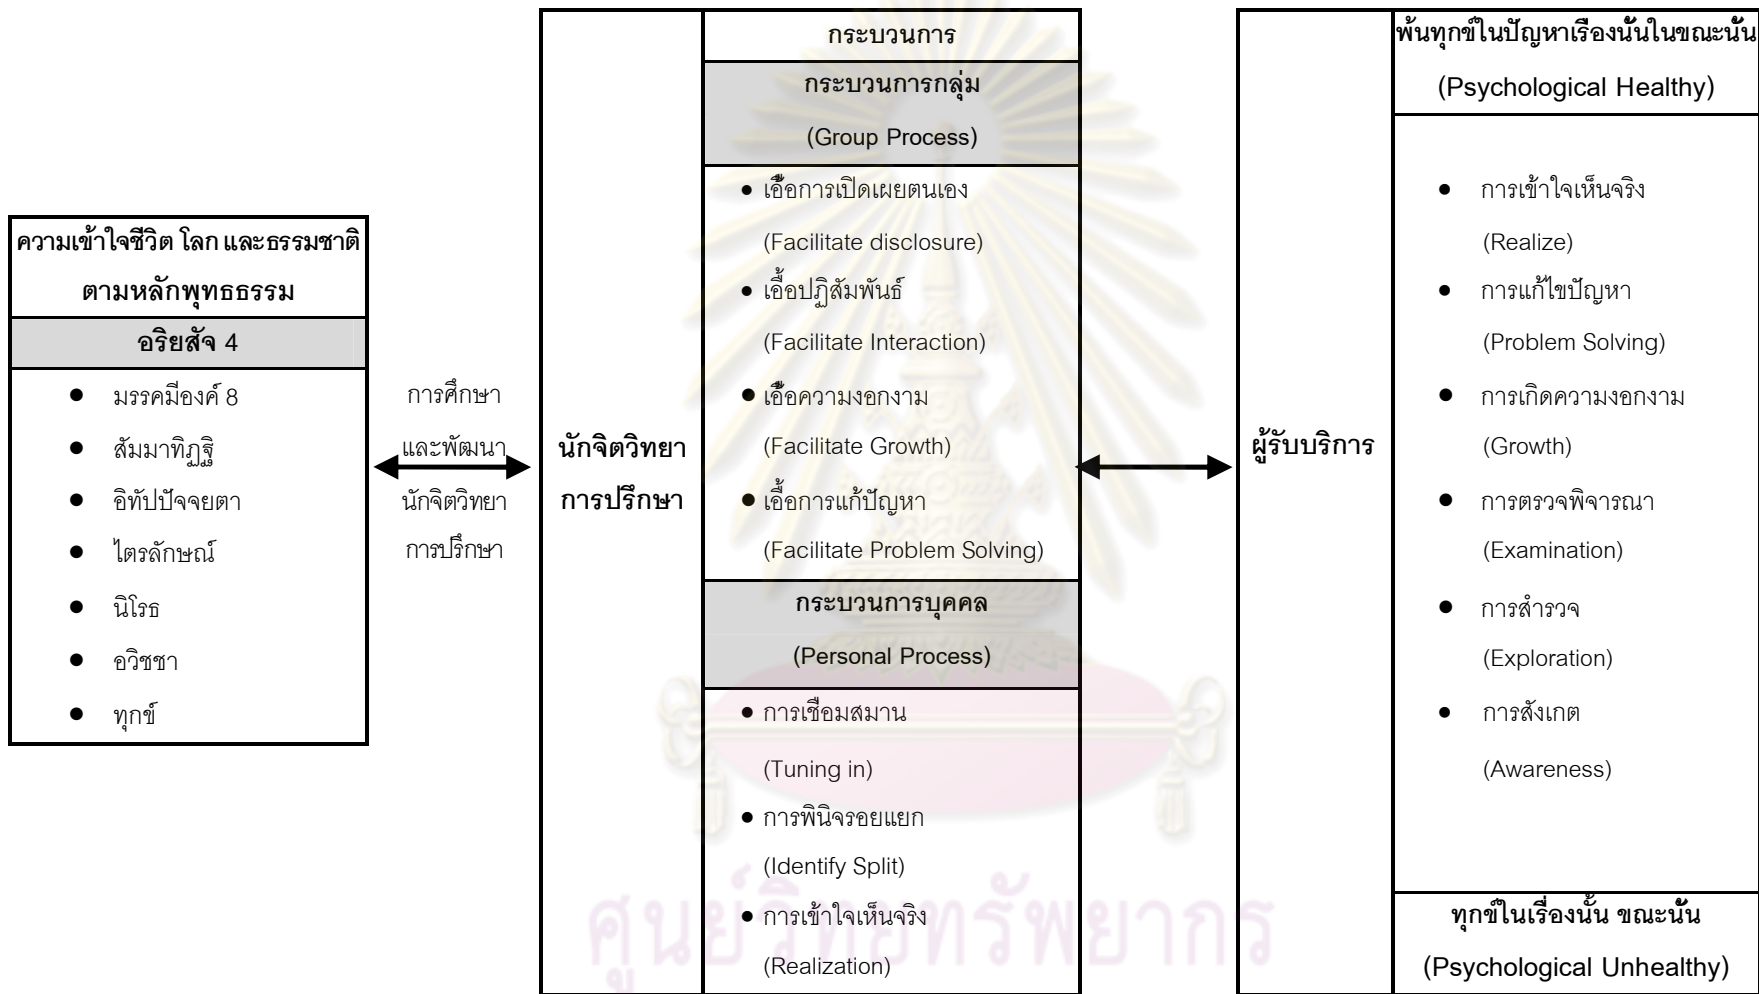 ความเข้าใจชีวิต โลก และธรรมชาติ
ตามหลักพุทธธรรม
อริยสัจ 4
● มรรคมีองค์ 8
● สัมมาทิฏฐิ
● อิทัปปัจจยตา
● ไตรลักษณ์
● นิโรธ
● อวิชชา
● ทุกข์
การศึกษา
และพัฒนา
นักจิตวิทยา
การปรึกษา
นักจิตวิทยา
การปรึกษา
กระบวนการ
กระบวนการกลุ่ม
(Group Process)
● เอื้อการเปิดเผยตนเอง
(Facilitate disclosure)
● เอื้อปฏิสัมพันธ์
(Facilitate Interaction)
● เอื้อความงอกงาม
(Facilitate Growth)
● เอื้อการแก้ปัญหา
(Facilitate Problem Solving)
กระบวนการบุคคล
(Personal Process)
● การเชื่อมสมาน
(Tuning in)
● การพินิจรอยแยก
(Identify Split)
● การเข้าใจเห็นจริง
(Realization)
ผู้รับบริการ
พ้นทุกข์ในปัญหาเรื่องนั้นในขณะนั้น
(Psychological Healthy)
● การเข้าใจเห็นจริง
(Realize)
● การแก้ไขปัญหา
(Problem Solving)
● การเกิดความงอกงาม
(Growth)
● การตรวจพิจารณา
(Examination)
● การสำรวจ
(Exploration)
● การสังเกต
(Awareness)
ทุกข์ในเรื่องนั้น ขณะนั้น
(Psychological Unhealthy)
ศูนย์วิทยทรัพยากร